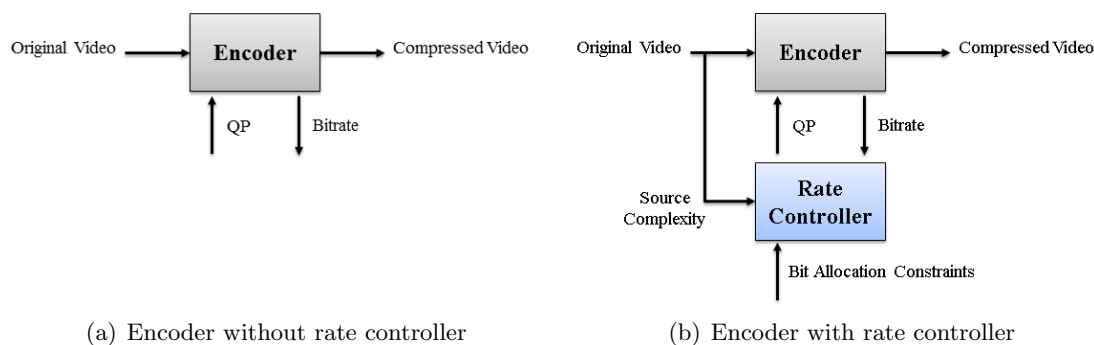 Original Video
Encoder
Compressed Video
QP
Bitrate
(a) Encoder without rate controller
Original Video
Encoder
Compressed Video
QP
Bitrate
Source
Complexity
Rate
Controller
Bit Allocation Constraints
(b) Encoder with rate controller